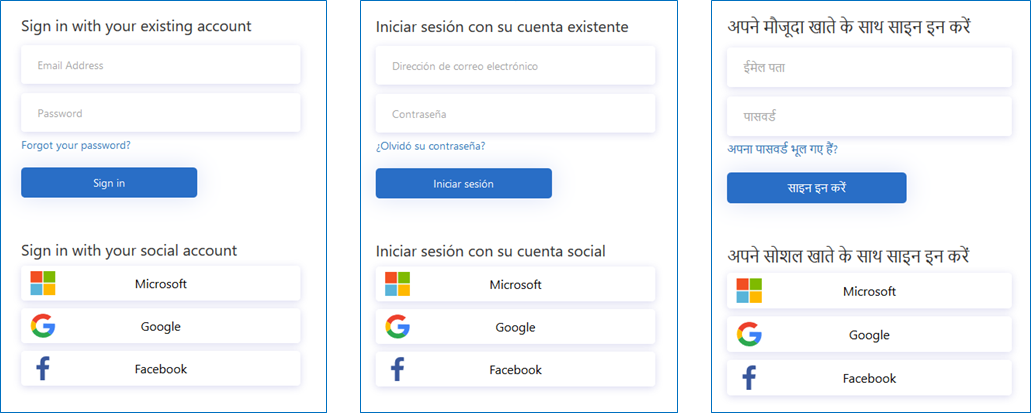 Sign in with your existing account
Email Address
Password
Forgot your password?
Sign in
Sign in with your social account
Microsoft
Google
Facebook
Iniciar sesión con su cuenta existente
Dirección de correo electrónico
Contraseña
¿Olvidó su contraseña?
Iniciar sesión
Iniciar sesión con su cuenta social
Microsoft
Google
Facebook
अपने मौजूदा खाते के साथ साइन इन करें
ईमेल पता
पासवर्ड
अपना पासवर्ड भूल गए हैं?
साइन इन करें
अपने सोशल खाते के साथ साइन इन करें
Microsoft
Google
Facebook